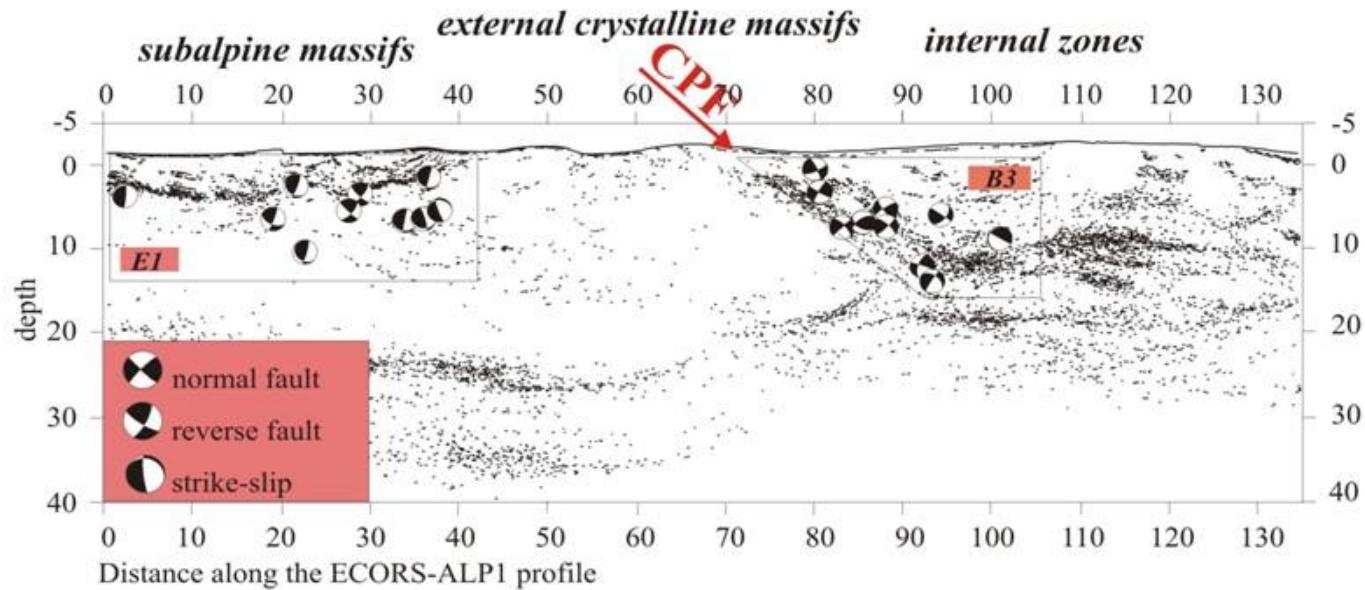 subalpine massifs external crystalline massifs internal zones
CPF
0 10 20 30 40 50 60 70 80 90 100 110 120 130
-5 -5
0 0
B3
10 10
E1
depth
20 20
normal fault
30 30
reverse fault
strike-slip
40 40
0 10 20 30 40 50 60 70 80 90 100 110 120 130
Distance along the ECORS-ALP1 profile